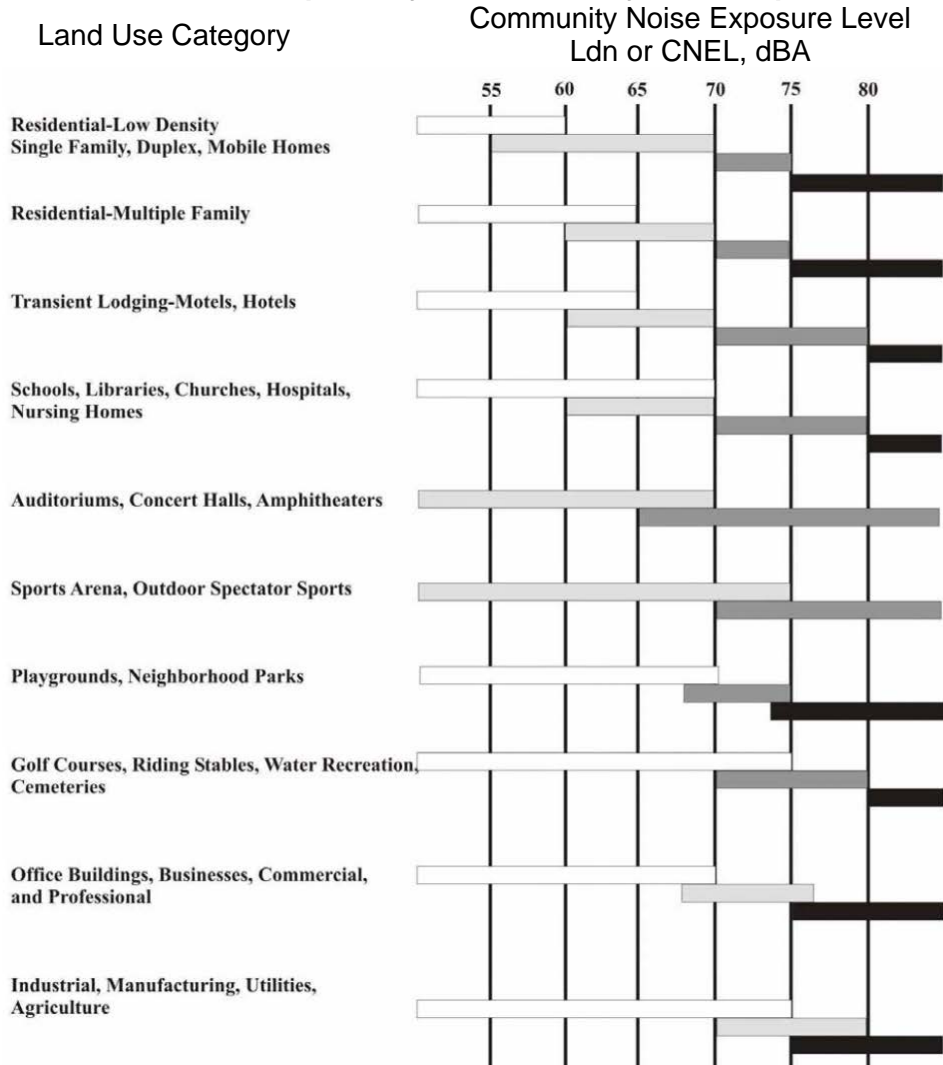 Land Use Category
Community Noise Exposure Level
Ldn or CNEL, dBA
55 60 65 70 75 80
Residential-Low Density
Single Family, Duplex, Mobile Homes
Residential-Multiple Family
Transient Lodging-Motels, Hotels
Schools, Libraries, Churches, Hospitals,
Nursing Homes
Auditoriums, Concert Halls, Amphitheaters
Sports Arena, Outdoor Spectator Sports
Playgrounds, Neighborhood Parks
Golf Courses, Riding Stables, Water Recreation,
Cemeteries
Office Buildings, Businesses, Commercial,
and Professional
Industrial, Manufacturing, Utilities,
Agriculture